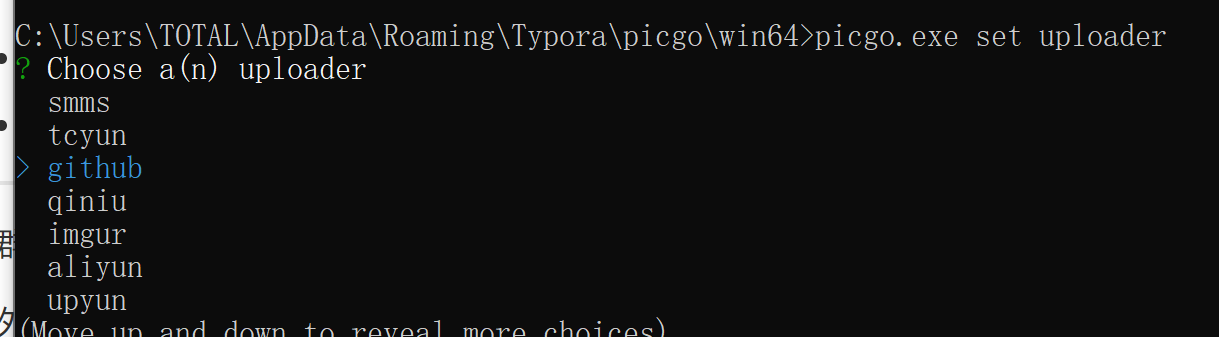 C:\Users\TOTAL\AppData\Roaming\Typora\picgo\win64>picgo.exe set uploader
? Choose a(n) uploader
smms
tcyun
> github
qiniu
imgur
aliyun
upyun
(Move up and down to reveal more choices)